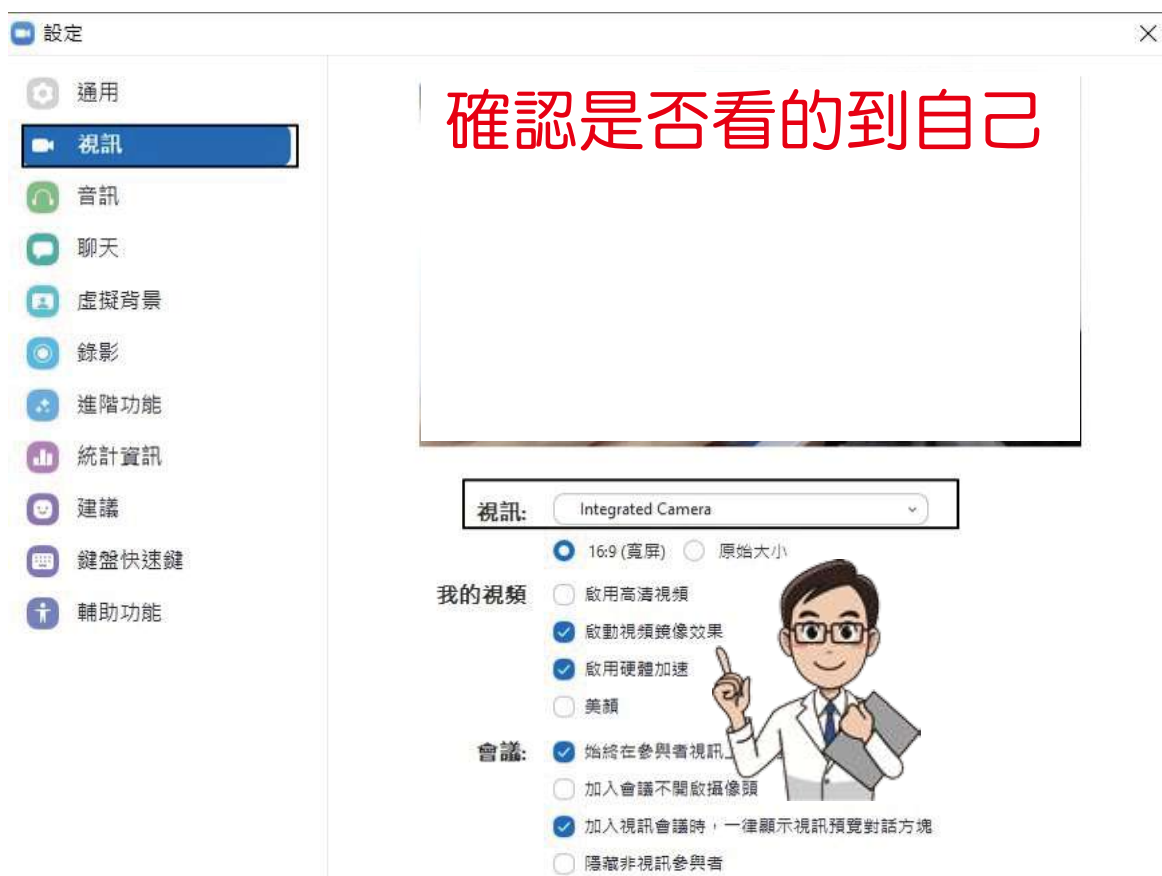 設定
通用
視訊
音訊
聊天
虛擬背景
錄影
進階功能
統計資訊
建議
鍵盤快速鍵
輔助功能
確認是否看的到自己
視訊: Integrated Camera
16:9 (寬屏) 原始大小
我的視頻 啟用高清視頻
啟動視頻鏡像效果
啟用硬體加速
美顏
會議: 始終在參與者視訊上
加入會議不開啟攝像頭
加入視訊會議時，一律顯示視訊預覽對話方塊
隱藏非視訊參與者